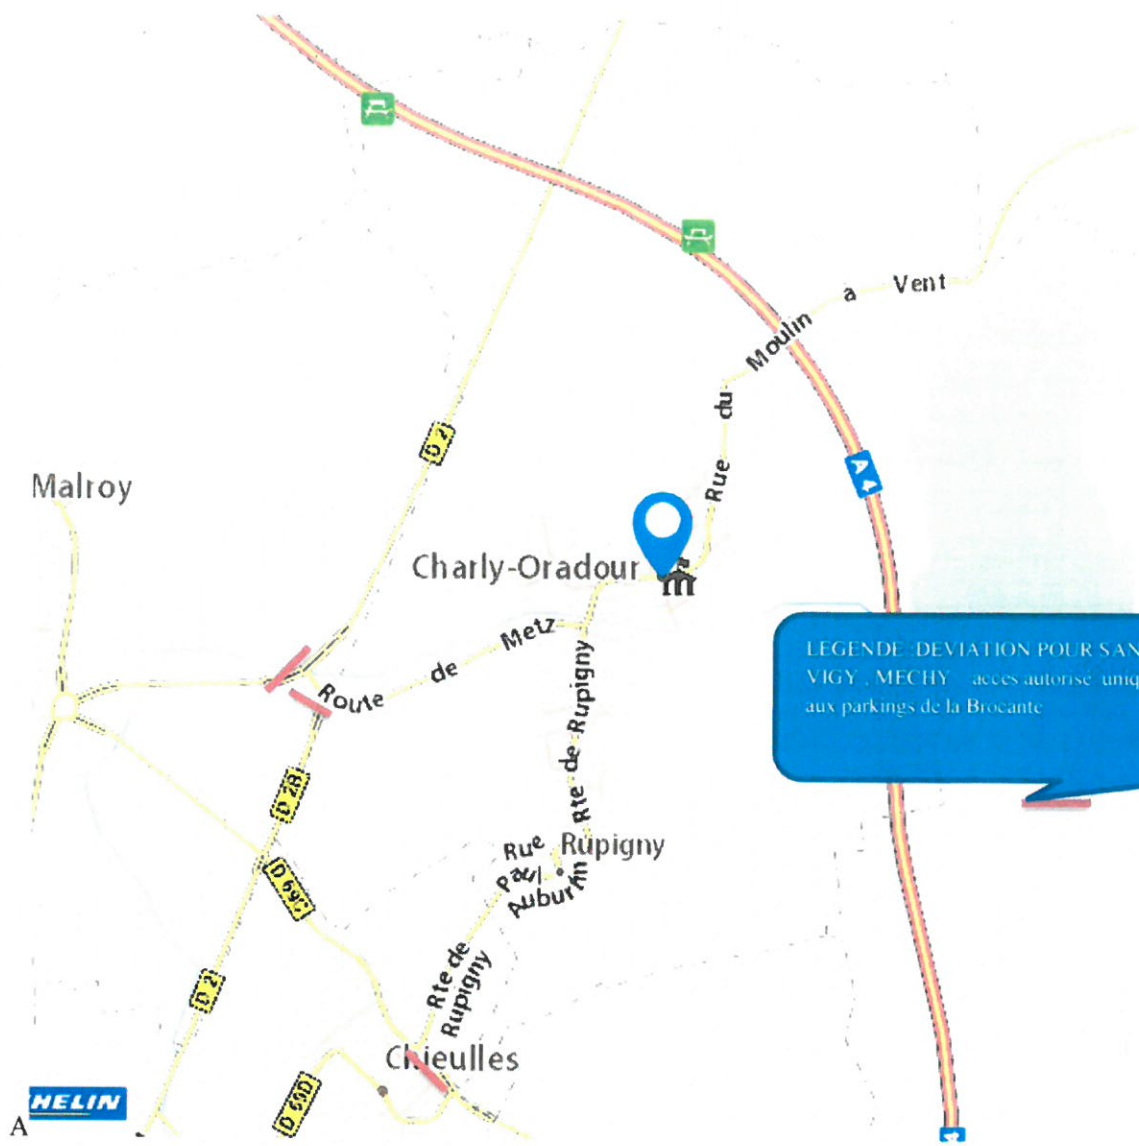 Vent
a
Moulin
du
Rue
A 4
D 2
Malroy
Charly-Oradour
Metz
de
Route
LEGENDE :DEVIATION POUR SAN
VIGY , MECHY accès autorisé uniq
aux parkings de la Brocante
Rte de Rupigny
D 2B
Rue
Paul
Auburtin
Rupigny
D 69C
Rte de
Rupigny
D 2
Chieulles
D 69D
HELIN
A